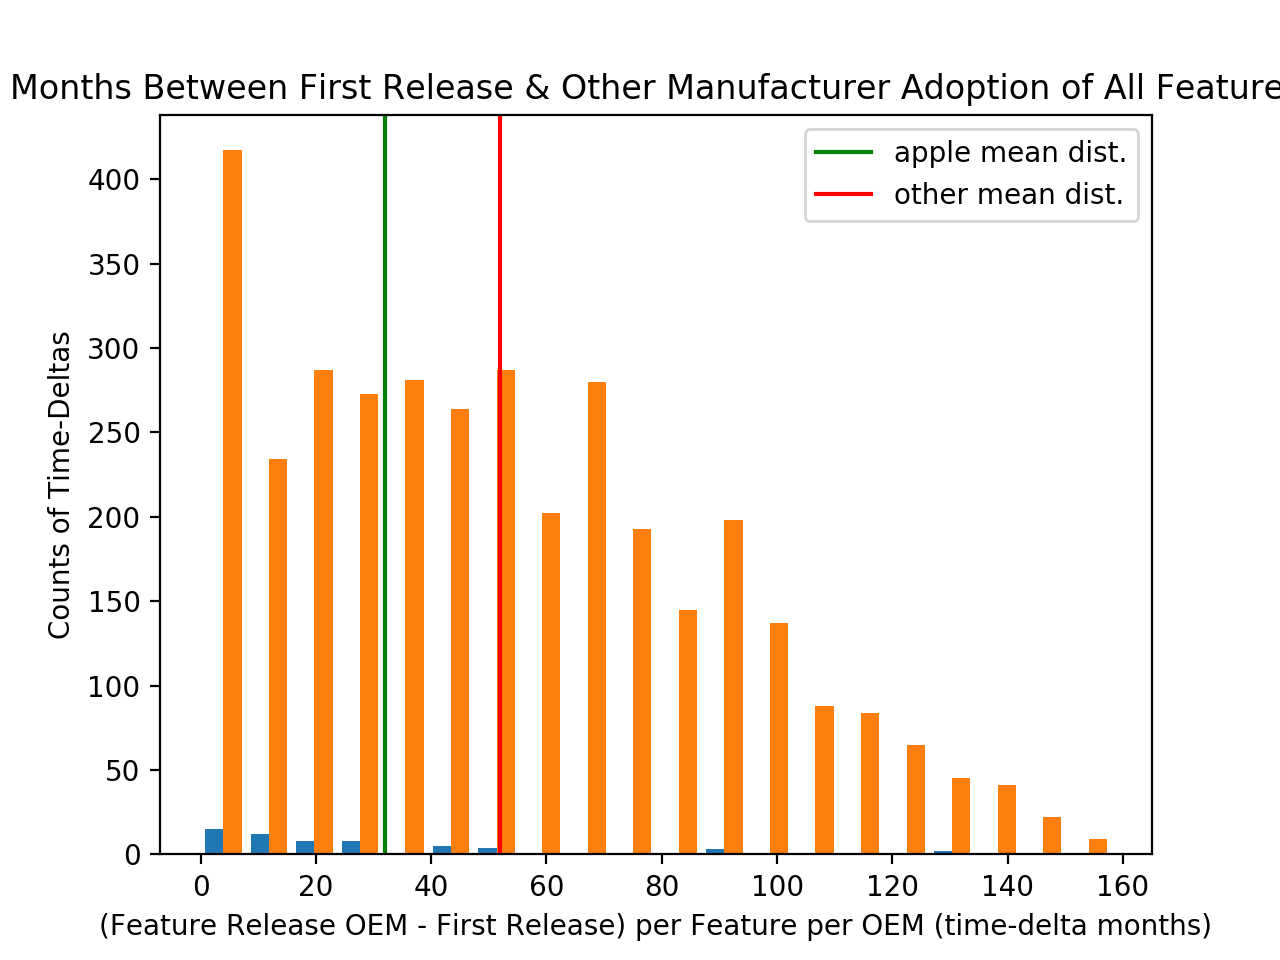 Months Between First Release & Other Manufacturer Adoption of All Feature
apple mean dist.
other mean dist.
400
350
300
250
200
150
100
50
0
Counts of Time-Deltas
0 20 40 60 80 100 120 140 160
(Feature Release OEM - First Release) per Feature per OEM (time-delta months)